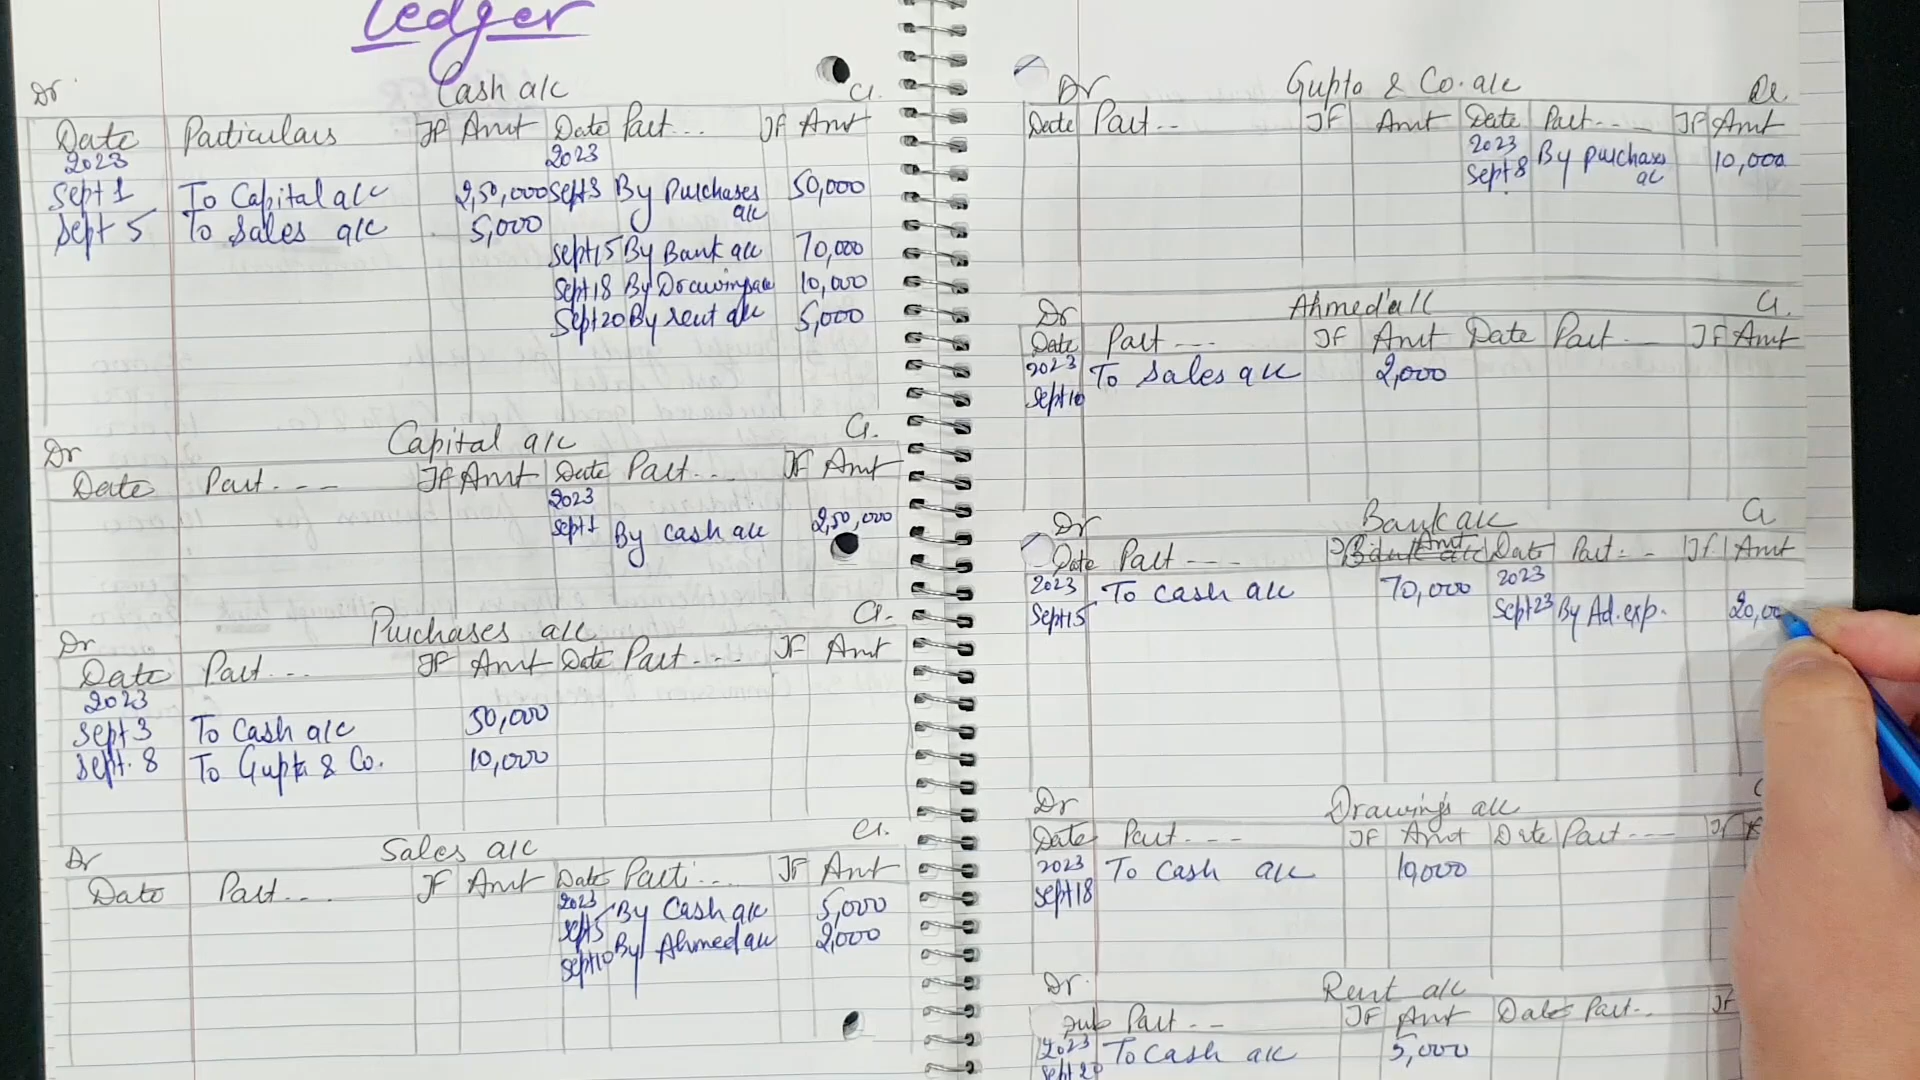 Ledger
Dr Cash a/c Cr.
Date Particulars JF Amt Date Part... JF Amt
2023 2023
Sept 1 To Capital a/c 2,50,000 Sept 3 By Purchases a/c 50,000
Sept 5 To Sales a/c 5,000
Sept 15 By Bank a/c 70,000
Sept 18 By Drawings a/c 10,000
Sept 20 By rent a/c 5,000
Dr Capital a/c Cr.
Date Part.--- JF Amt Date Part... JF Amt
2023
Sept 1 By cash a/c 2,50,000
Dr Purchases a/c Cr.
Date Part... JF Amt Date Part.... JF Amt
2023
Sept 3 To Cash a/c 50,000
Sept. 8 To Gupta & Co. 10,000
Dr Sales a/c Cr.
Date Part... JF Amt Date Parti... JF Amt
2023
Sept 5 By Cash a/c 5,000
Sept 10 By Ahmed a/c 2,000
Dr Gupta & Co. a/c Cr.
Date Part.. JF Amt Date Part.--- JF Amt
2023
Sept 8 By purchases ac 10,000
Dr Ahmed a/c Cr.
Date Part.--- JF Amt Date Part.-- JF Amt
2023
Sept 10 To Sales a/c 2,000
Dr Bank a/c Cr
Date Part --- Amt Date Part.-- Jf. Amt
2023 2023
Sept 15 To cash a/c 70,000 Sept 23 By Ad. exp. 20,00
Dr Drawings a/c
Date Part.--- JF Amt Date Part.---
2023
Sept 18 To Cash a/c 10,000
Dr. Rent a/c
Part -- JF Amt Date Part.. Jf
2023
Sept 20 To Cash a/c 5,000